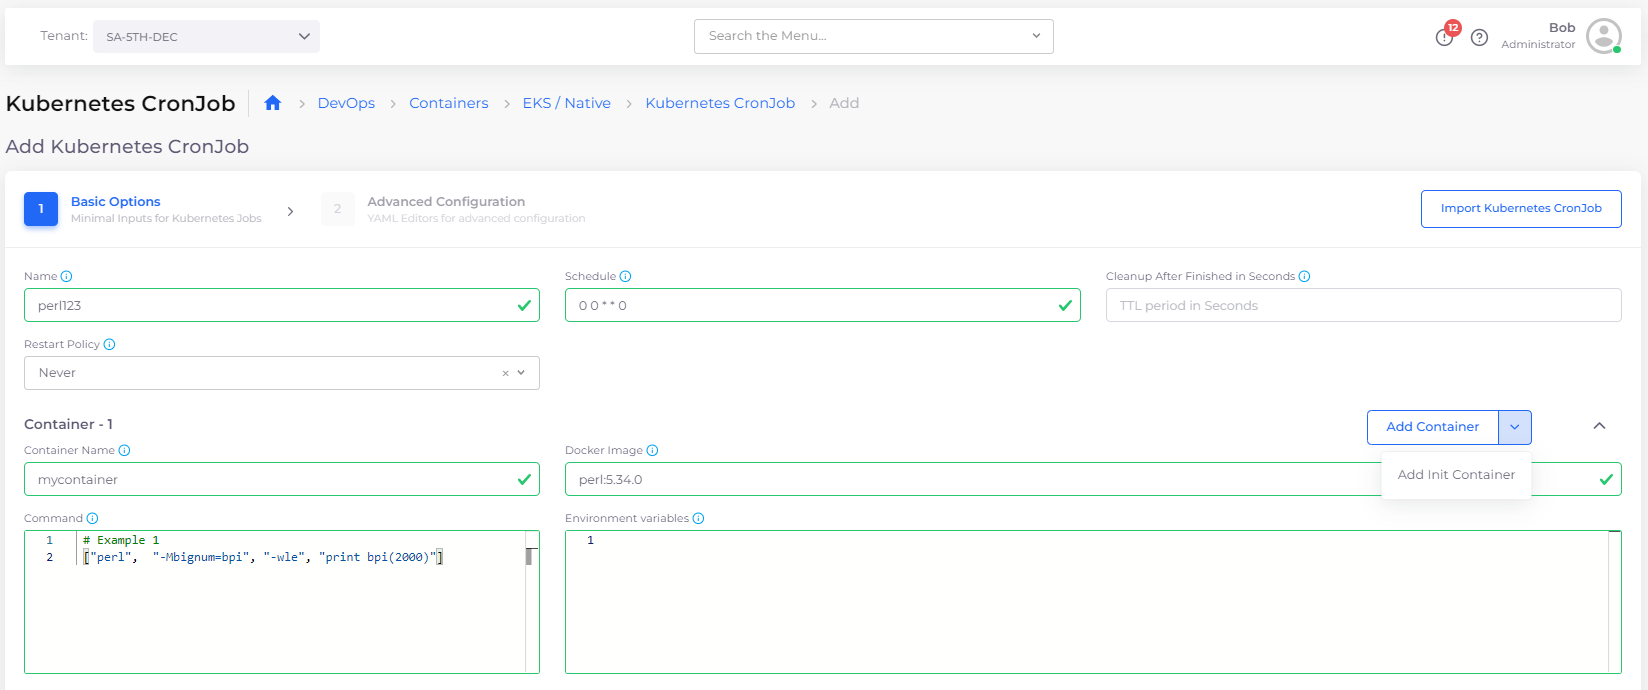 Tenant: SA-5TH-DEC Search the Menu... 12 Bob
Administrator
Kubernetes CronJob DevOps Containers EKS / Native Kubernetes CronJob Add
Add Kubernetes CronJob
1 Basic Options 2 Advanced Configuration Import Kubernetes CronJob
Minimal Inputs for Kubernetes Jobs YAML Editors for advanced configuration
Name Schedule Cleanup After Finished in Seconds
perl123 0 0 * * 0 TTL period in Seconds
Restart Policy
Never
Container - 1 Add Container
Container Name Docker Image
mycontainer perl:5.34.0 Add Init Container
Command Environment variables
1 # Example 1 1
2 ["perl",  "-Mbignum=bpi", "-wle", "print bpi(2000)"]